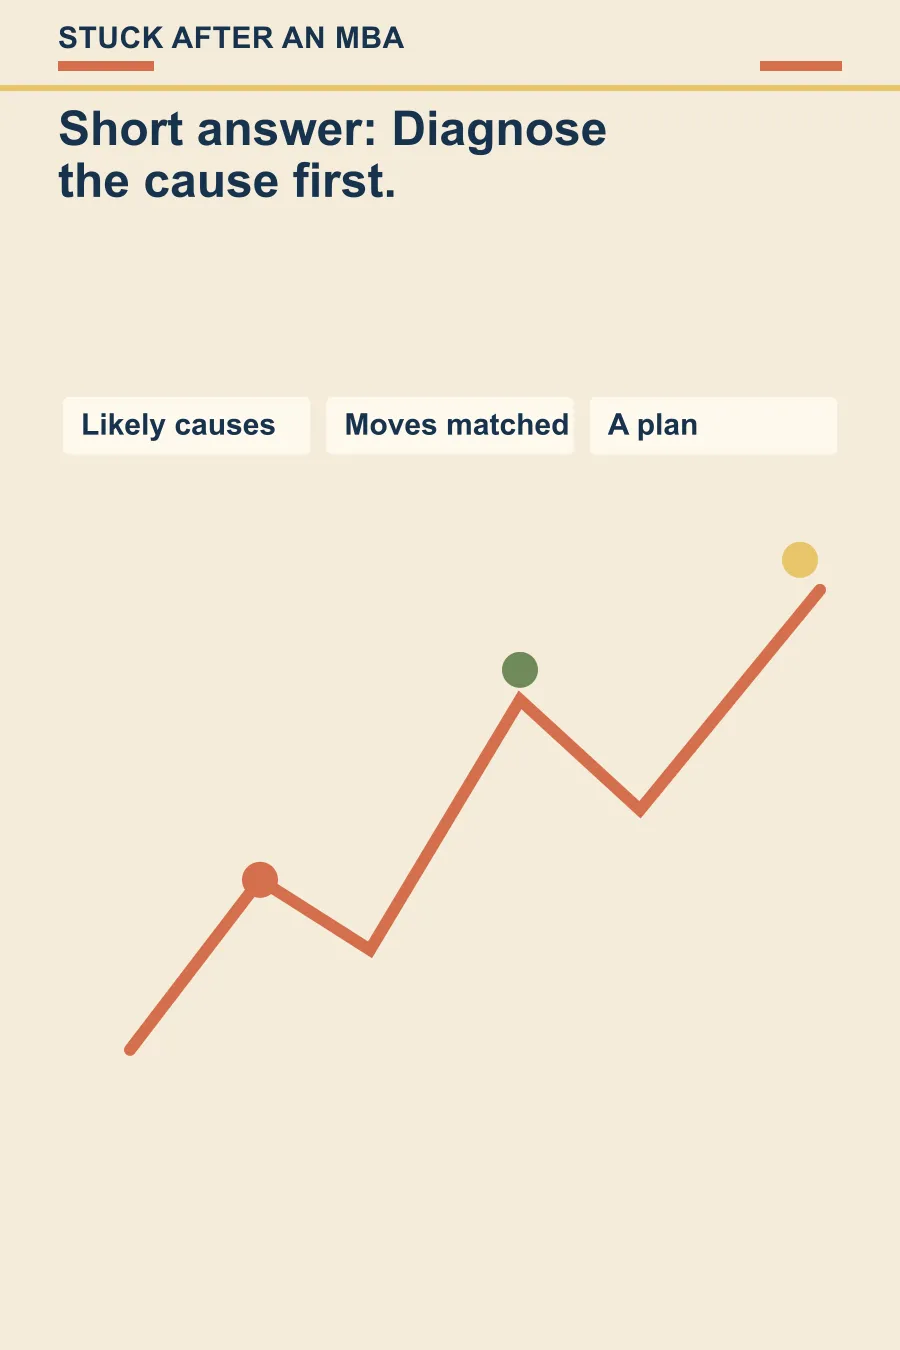 STUCK AFTER AN MBA
Short answer: Diagnose
the cause first.
Likely causes
Moves matched
A plan